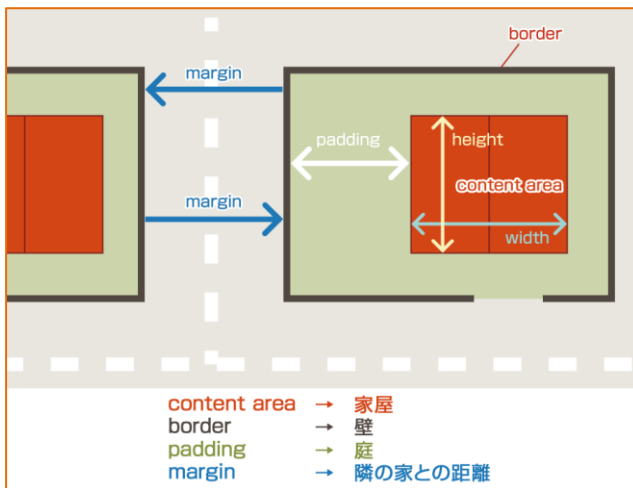 border
margin
padding
height
content area
margin
width
content area → 家屋
border → 壁
padding → 庭
margin → 隣の家との距離